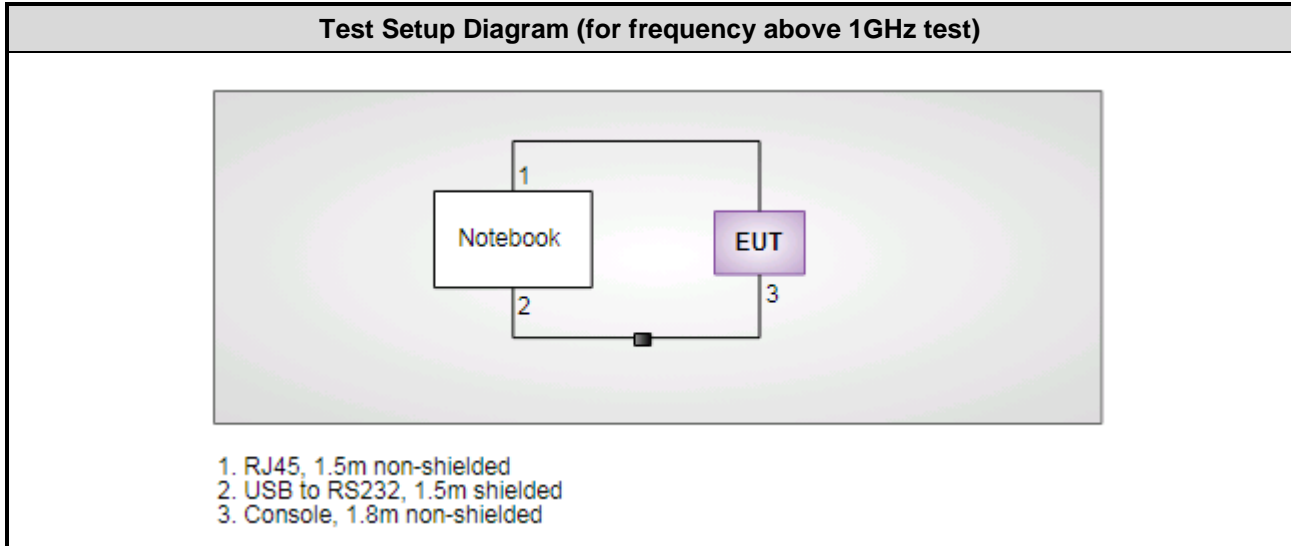 Test Setup Diagram (for frequency above 1GHz test)
1
Notebook
EUT
2
3
1. RJ45, 1.5m non-shielded
2. USB to RS232, 1.5m shielded
3. Console, 1.8m non-shielded